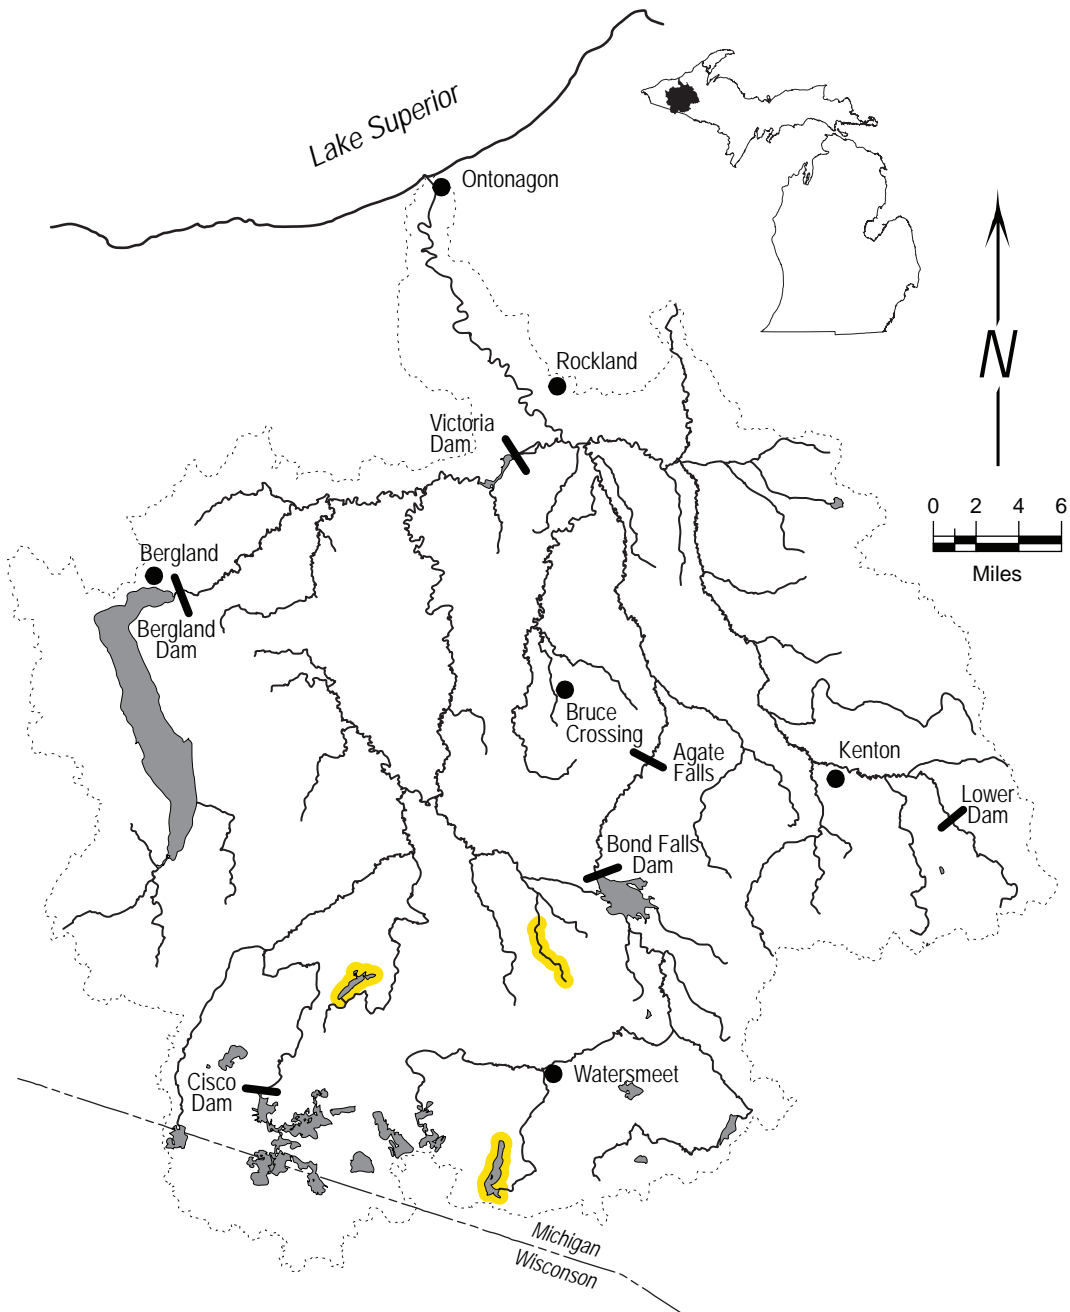 Lake Superior
Ontonagon
N
Rockland
Victoria
Dam
0 2 4 6
Miles
Bergland
Bergland
Dam
Bruce
Crossing
Agate
Falls
Kenton
Lower
Dam
Bond Falls
Dam
Cisco
Dam
Watersmeet
Michigan
Wisconson